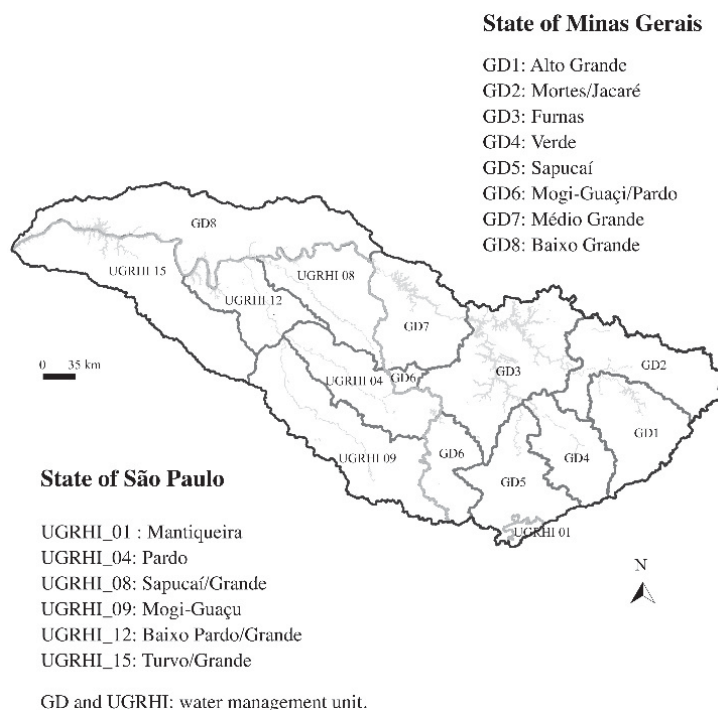 State of Minas Gerais
GD1: Alto Grande
GD2: Mortes/Jacaré
GD3: Furnas
GD4: Verde
GD5: Sapucaí
GD6: Mogi-Guaçi/Pardo
GD7: Médio Grande
GD8: Baixo Grande
GD8
UGRHI 15
UGRHI 08
UGRHI 12
GD7
0 35 km
UGRHI 04
GD6
GD3
GD2
GD1
UGRHI 09
GD6
GD5
GD4
UGRHI 01
N
State of São Paulo
UGRHI_01 : Mantiqueira
UGRHI_04: Pardo
UGRHI_08: Sapucaí/Grande
UGRHI_09: Mogi-Guaçu
UGRHI_12: Baixo Pardo/Grande
UGRHI_15: Turvo/Grande
GD and UGRHI: water management unit.